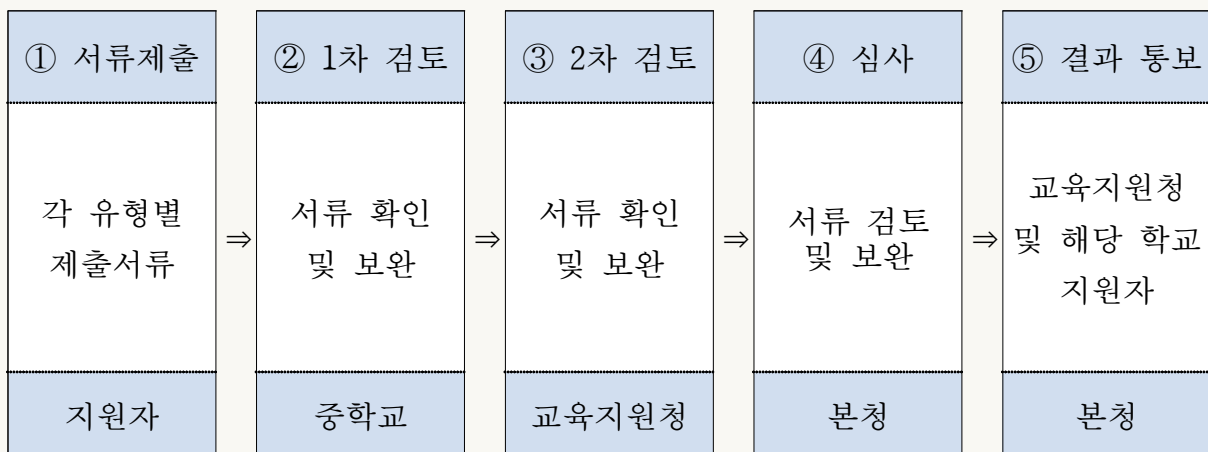 ① 서류제출
② 1차 검토
③ 2차 검토
④ 심사
⑤ 결과 통보
각 유형별
제출서류
⇒
서류 확인
및 보완
⇒
서류 확인
및 보완
⇒
서류 검토
및 보완
⇒
교육지원청
및 해당 학교
지원자
지원자
중학교
교육지원청
본청
본청